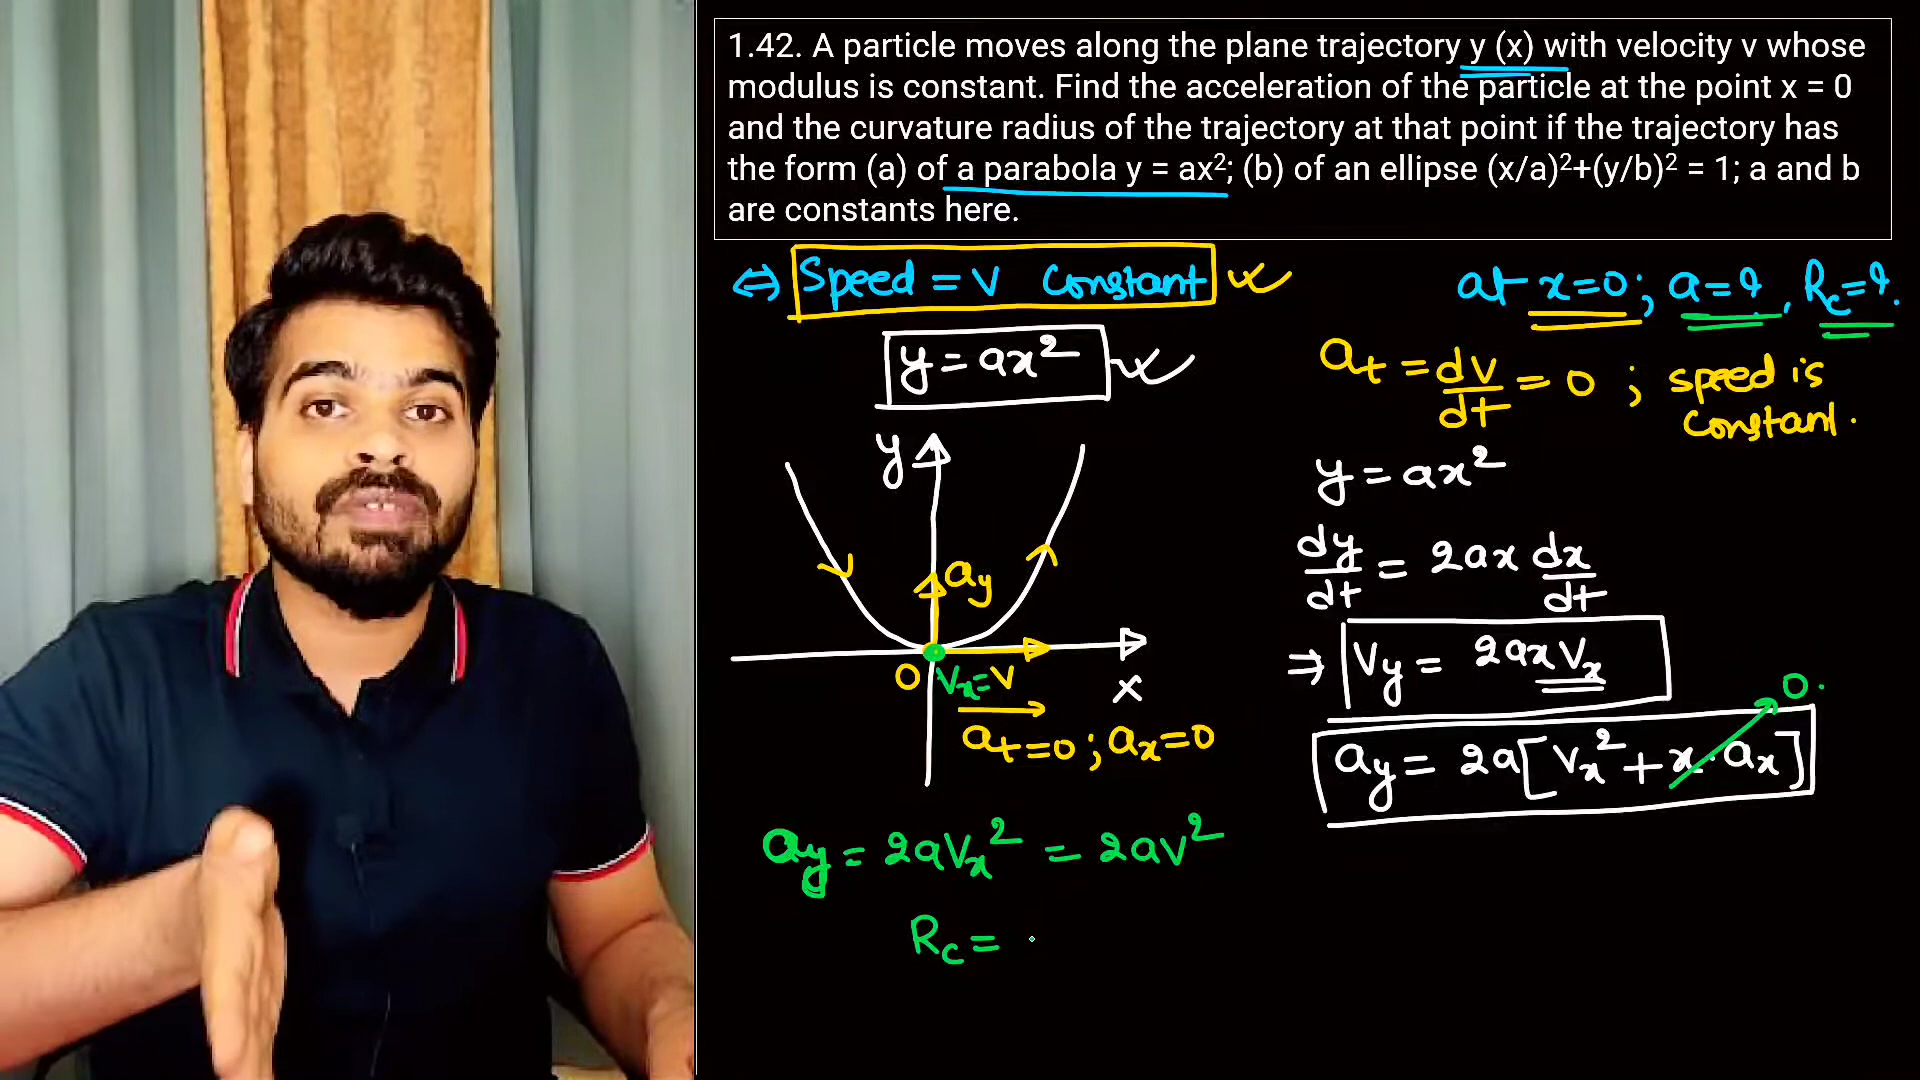 1.42. A particle moves along the plane trajectory y (x) with velocity v whose
modulus is constant. Find the acceleration of the particle at the point x = 0
and the curvature radius of the trajectory at that point if the trajectory has
the form (a) of a parabola y = ax²; (b) of an ellipse (x/a)²+(y/b)² = 1; a and b
are constants here.
⇔ Speed = v Constant
at x=0; a=?, Rc=?.
y = ax²
at = dv/dt = 0 ; speed is
constant.
y = ax²
dy/dt = 2ax dx/dt
⇒ Vy = 2axVx
ay = 2a[Vx² + x·ax]
0.
y
ay
O
Vx=V
x
at=0 ; ax=0
ay = 2aVx² = 2av²
Rc =